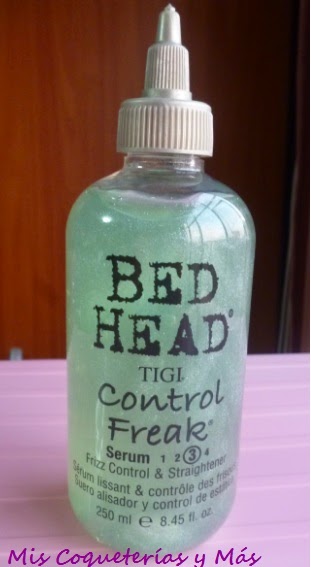 BED
HEAD®
TIGI
Control
Freak®
Serum 1 2 3 4
Frizz Control & Straightener
Sérum lissant & contrôle des
Suero alisador y control de
250 ml e 8.45 fl. oz.
Mis Coqueterías y Más